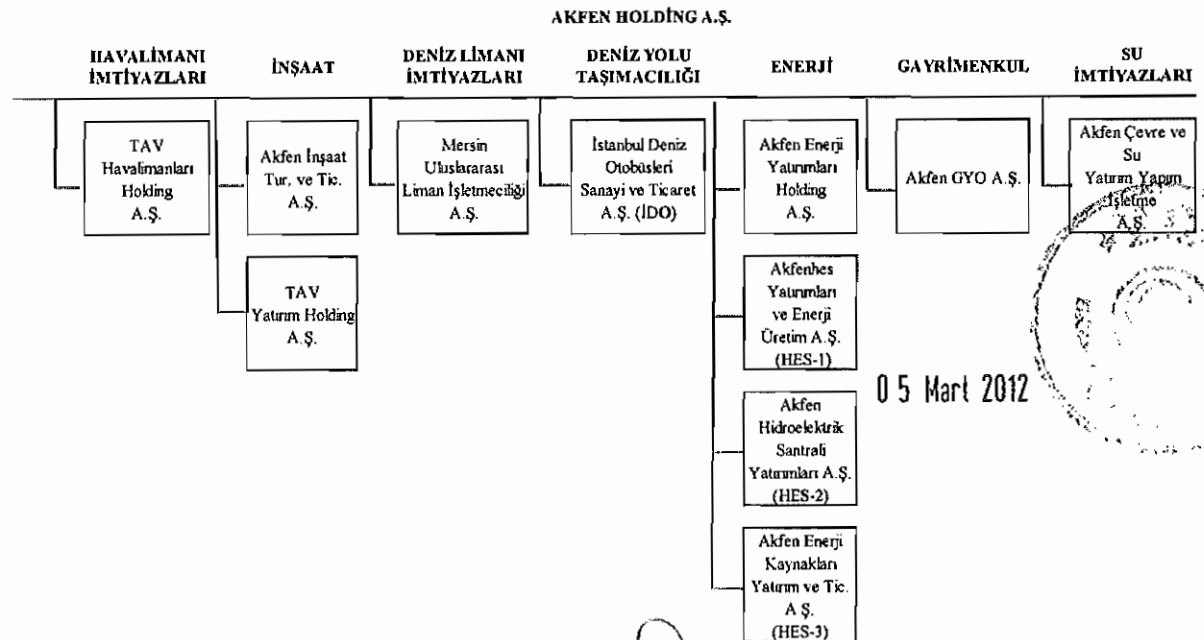 AKFEN HOLDİNG A.Ş.
HAVALİMANI
İMTİYAZLARI
İNŞAAT
DENİZ LİMANI
İMTİYAZLARI
DENİZ YOLU
TAŞIMACILIĞI
ENERJİ
GAYRİMENKUL
SU
İMTİYAZLARI
TAV
Havalimanları
Holding
A.Ş.
Akfen İnşaat
Tur, ve Tic.
A.Ş.
Mersin
Uluslararası
Liman İşletmeciliği
A.Ş.
İstanbul Deniz
Otobüsleri
Sanayi ve Ticaret
A.Ş. (İDO)
Akfen Enerji
Yatırımları
Holding
A.Ş.
Akfen GYO A.Ş.
Akfen Çevre ve
Su
Yatırım Yapım
İşletme
A.Ş.
TAV
Yatırım Holding
A.Ş.
Akfenhes
Yatırımları
ve Enerji
Üretim A.Ş.
(HES-1)
05 Mart 2012
Akfen
Hidroelektrik
Santrali
Yatırımları A.Ş.
(HES-2)
Akfen Enerji
Kaynakları
Yatırım ve Tic.
A Ş.
(HES-3)